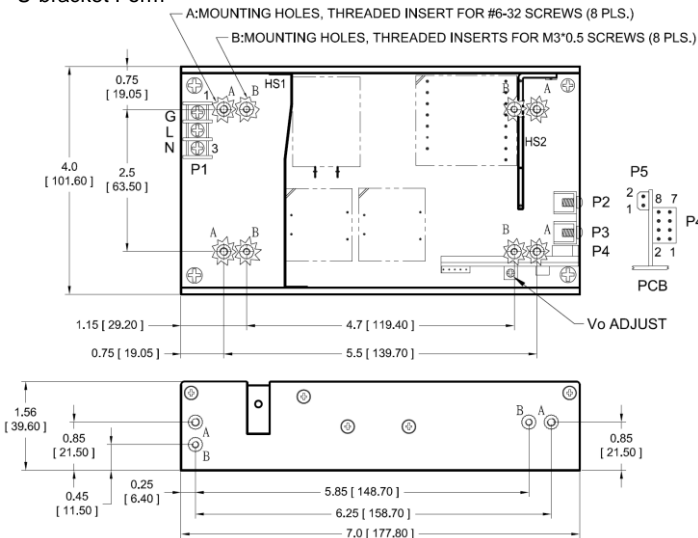 A:MOUNTING HOLES, THREADED INSERT FOR #6-32 SCREWS (8 PLS.)
B:MOUNTING HOLES, THREADED INSERTS FOR M3*0.5 SCREWS (8 PLS.)
0.75
[ 19.05 ]
4.0
[ 101.60 ]
2.5
[ 63.50 ]
G
L
N
1
3
P1
A
B
HS1
B
A
HS2
A
B
B
A
P2
P3
P4
P5
2
1
8 7
2 1
PCB
Vo ADJUST
1.15 [ 29.20 ]
4.7 [ 119.40 ]
0.75 [ 19.05 ]
5.5 [ 139.70 ]
1.56
[ 39.60 ]
0.85
[ 21.50 ]
0.45
[ 11.50 ]
A
B
B
A
0.85
[ 21.50 ]
0.25
[ 6.40 ]
5.85 [ 148.70 ]
6.25 [ 158.70 ]
7.0 [ 177.80 ]